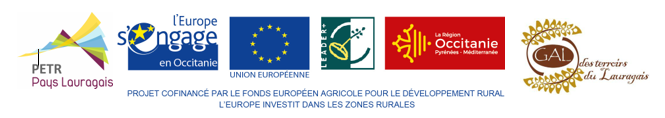 PETR
Pays Lauragais
l'Europe
s'engage
en Occitanie
UNION EUROPÉENNE
LEADER+
La Région
Occitanie
Pyrénées - Méditerranée
GAL
des terroirs
du Lauragais
PROJET COFINANCÉ PAR LE FONDS EUROPÉEN AGRICOLE POUR LE DÉVELOPPEMENT RURAL
L'EUROPE INVESTIT DANS LES ZONES RURALES